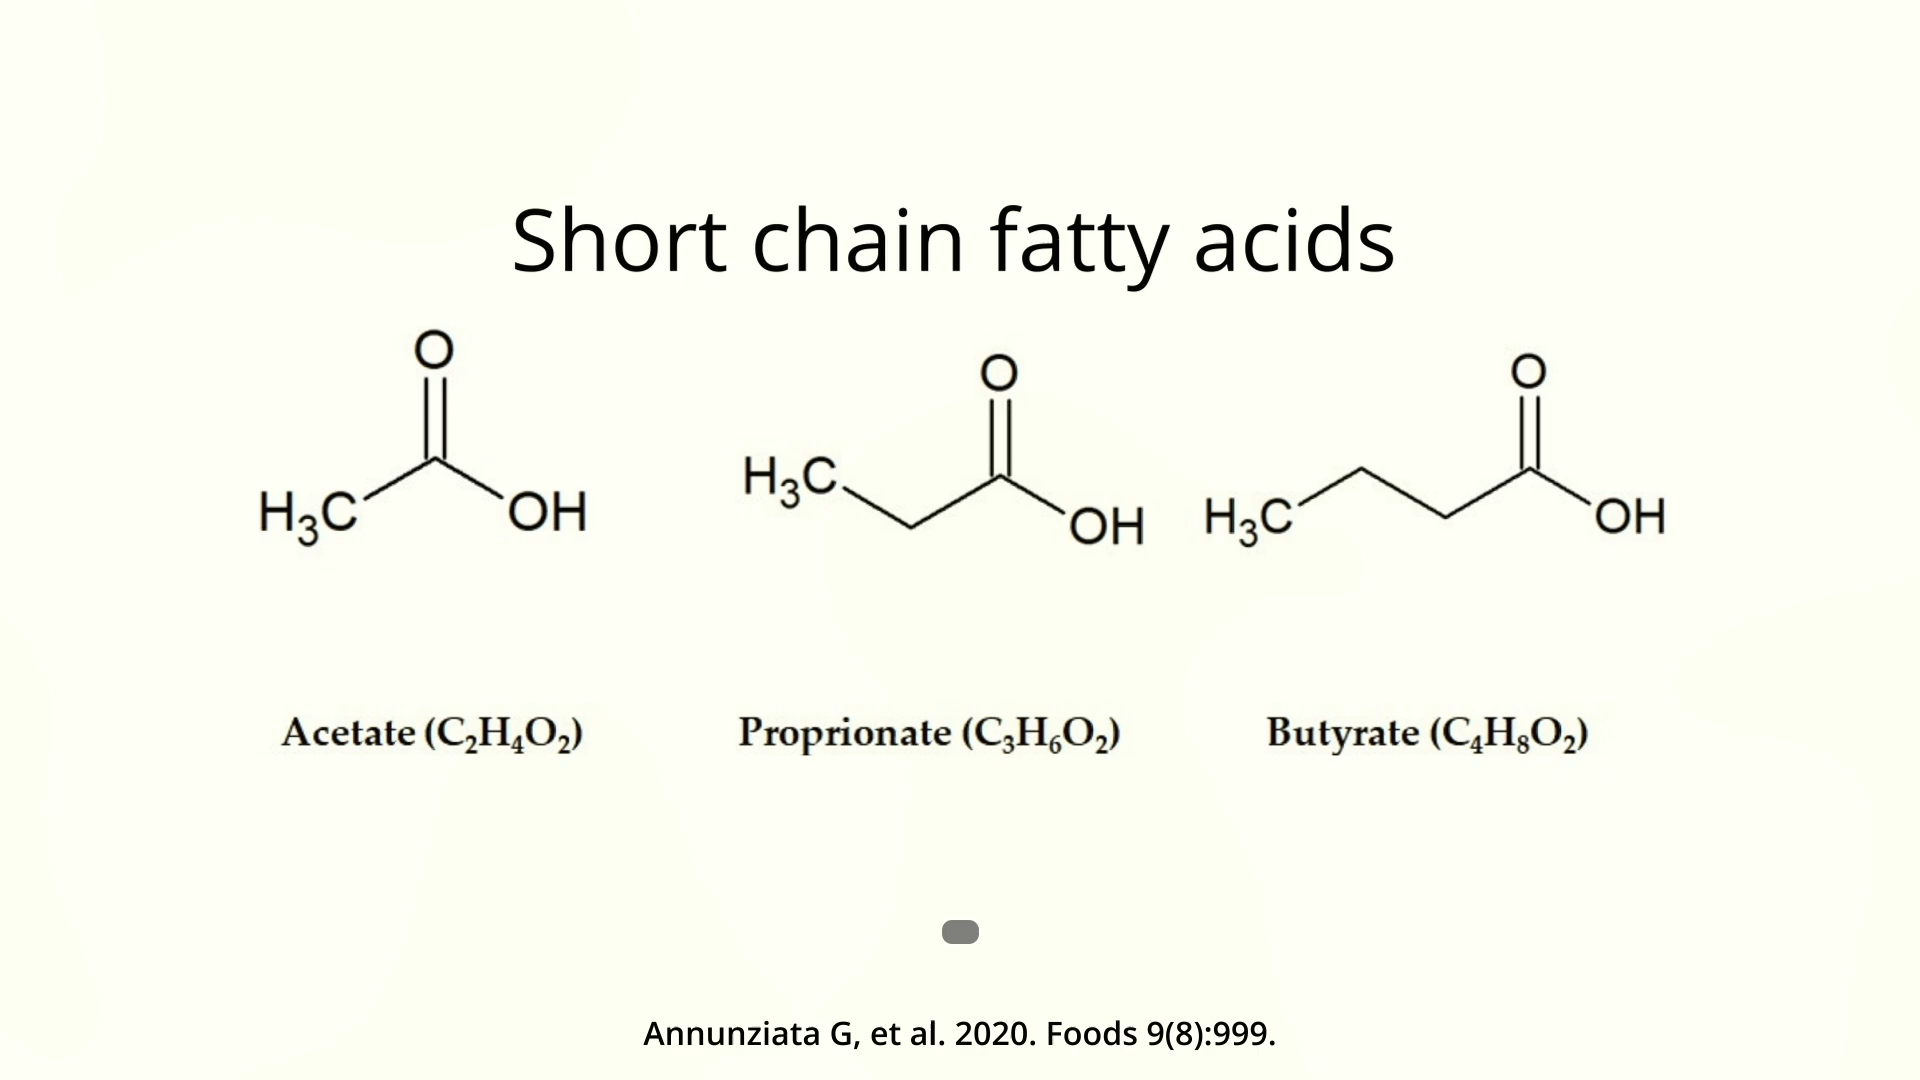 Short chain fatty acids
O
O
O
H₃C
OH
H₃C
OH
H₃C
OH
Acetate (C₂H₄O₂)
Proprionate (C₃H₆O₂)
Butyrate (C₄H₈O₂)
Annunziata G, et al. 2020. Foods 9(8):999.